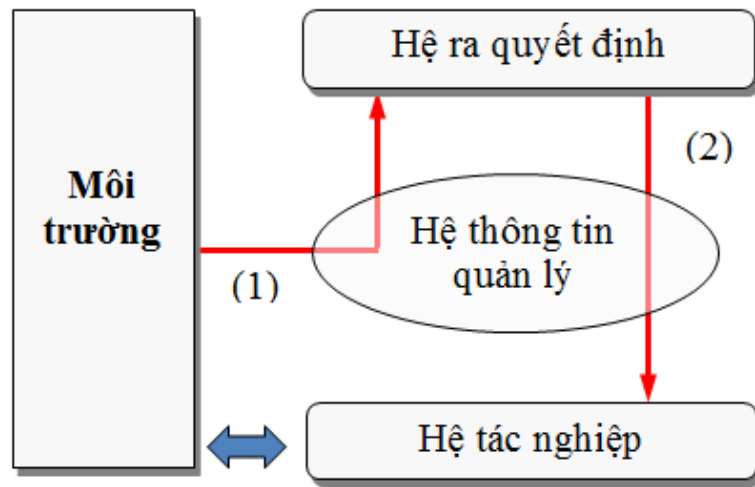 Hệ ra quyết định
(2)
Môi
trường
Hệ thông tin
quản lý
(1)
Hệ tác nghiệp